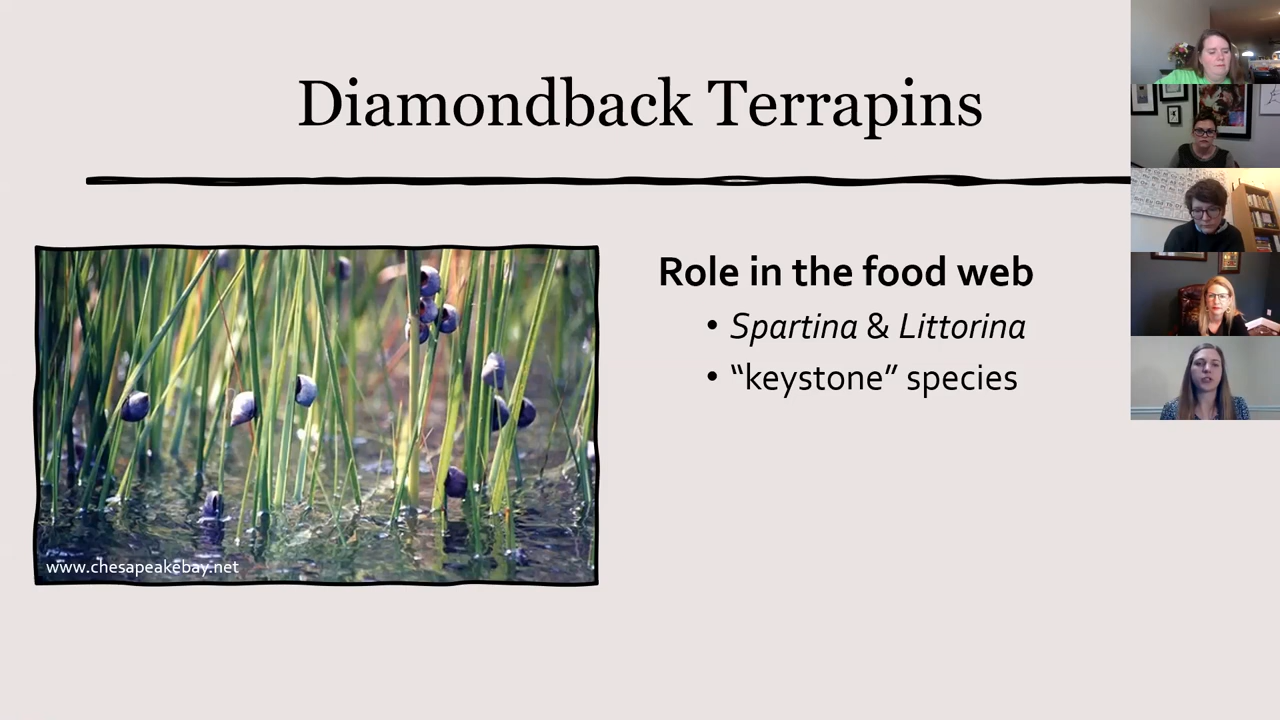 Diamondback Terrapins
Role in the food web
• Spartina & Littorina
• “keystone” species
www.chesapeakebay.net